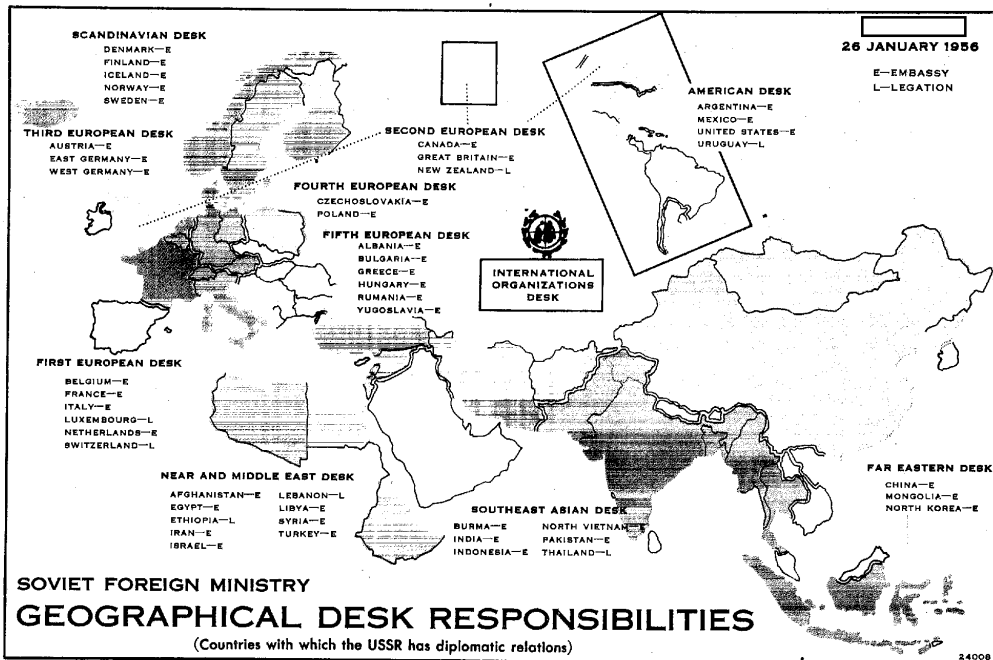 SCANDINAVIAN DESK
DENMARK—E
FINLAND—E
ICELAND—E
NORWAY—E
SWEDEN—E
26 JANUARY 1956
E—EMBASSY
L—LEGATION
THIRD EUROPEAN DESK
AUSTRIA—E
EAST GERMANY—E
WEST GERMANY—E
SECOND EUROPEAN DESK
CANADA—E
GREAT BRITAIN—E
NEW ZEALAND—L
AMERICAN DESK
ARGENTINA—E
MEXICO—E
UNITED STATES—E
URUGUAY—L
FOURTH EUROPEAN DESK
CZECHOSLOVAKIA—E
POLAND—E
FIFTH EUROPEAN DESK
ALBANIA—E
BULGARIA—E
GREECE—E
HUNGARY—E
RUMANIA—E
YUGOSLAVIA—E
INTERNATIONAL
ORGANIZATIONS
DESK
FIRST EUROPEAN DESK
BELGIUM—E
FRANCE—E
ITALY—E
LUXEMBOURG—L
NETHERLANDS—E
SWITZERLAND—L
NEAR AND MIDDLE EAST DESK
AFGHANISTAN—E LEBANON—L
EGYPT—E LIBYA—E
ETHIOPIA—L SYRIA—E
IRAN—E TURKEY—E
ISRAEL—E
SOUTHEAST ASIAN DESK
BURMA—E NORTH VIETNAM—E
INDIA—E PAKISTAN—E
INDONESIA—E THAILAND—L
FAR EASTERN DESK
CHINA—E
MONGOLIA—E
NORTH KOREA—E
SOVIET FOREIGN MINISTRY
GEOGRAPHICAL DESK RESPONSIBILITIES
(Countries with which the USSR has diplomatic relations)
24008